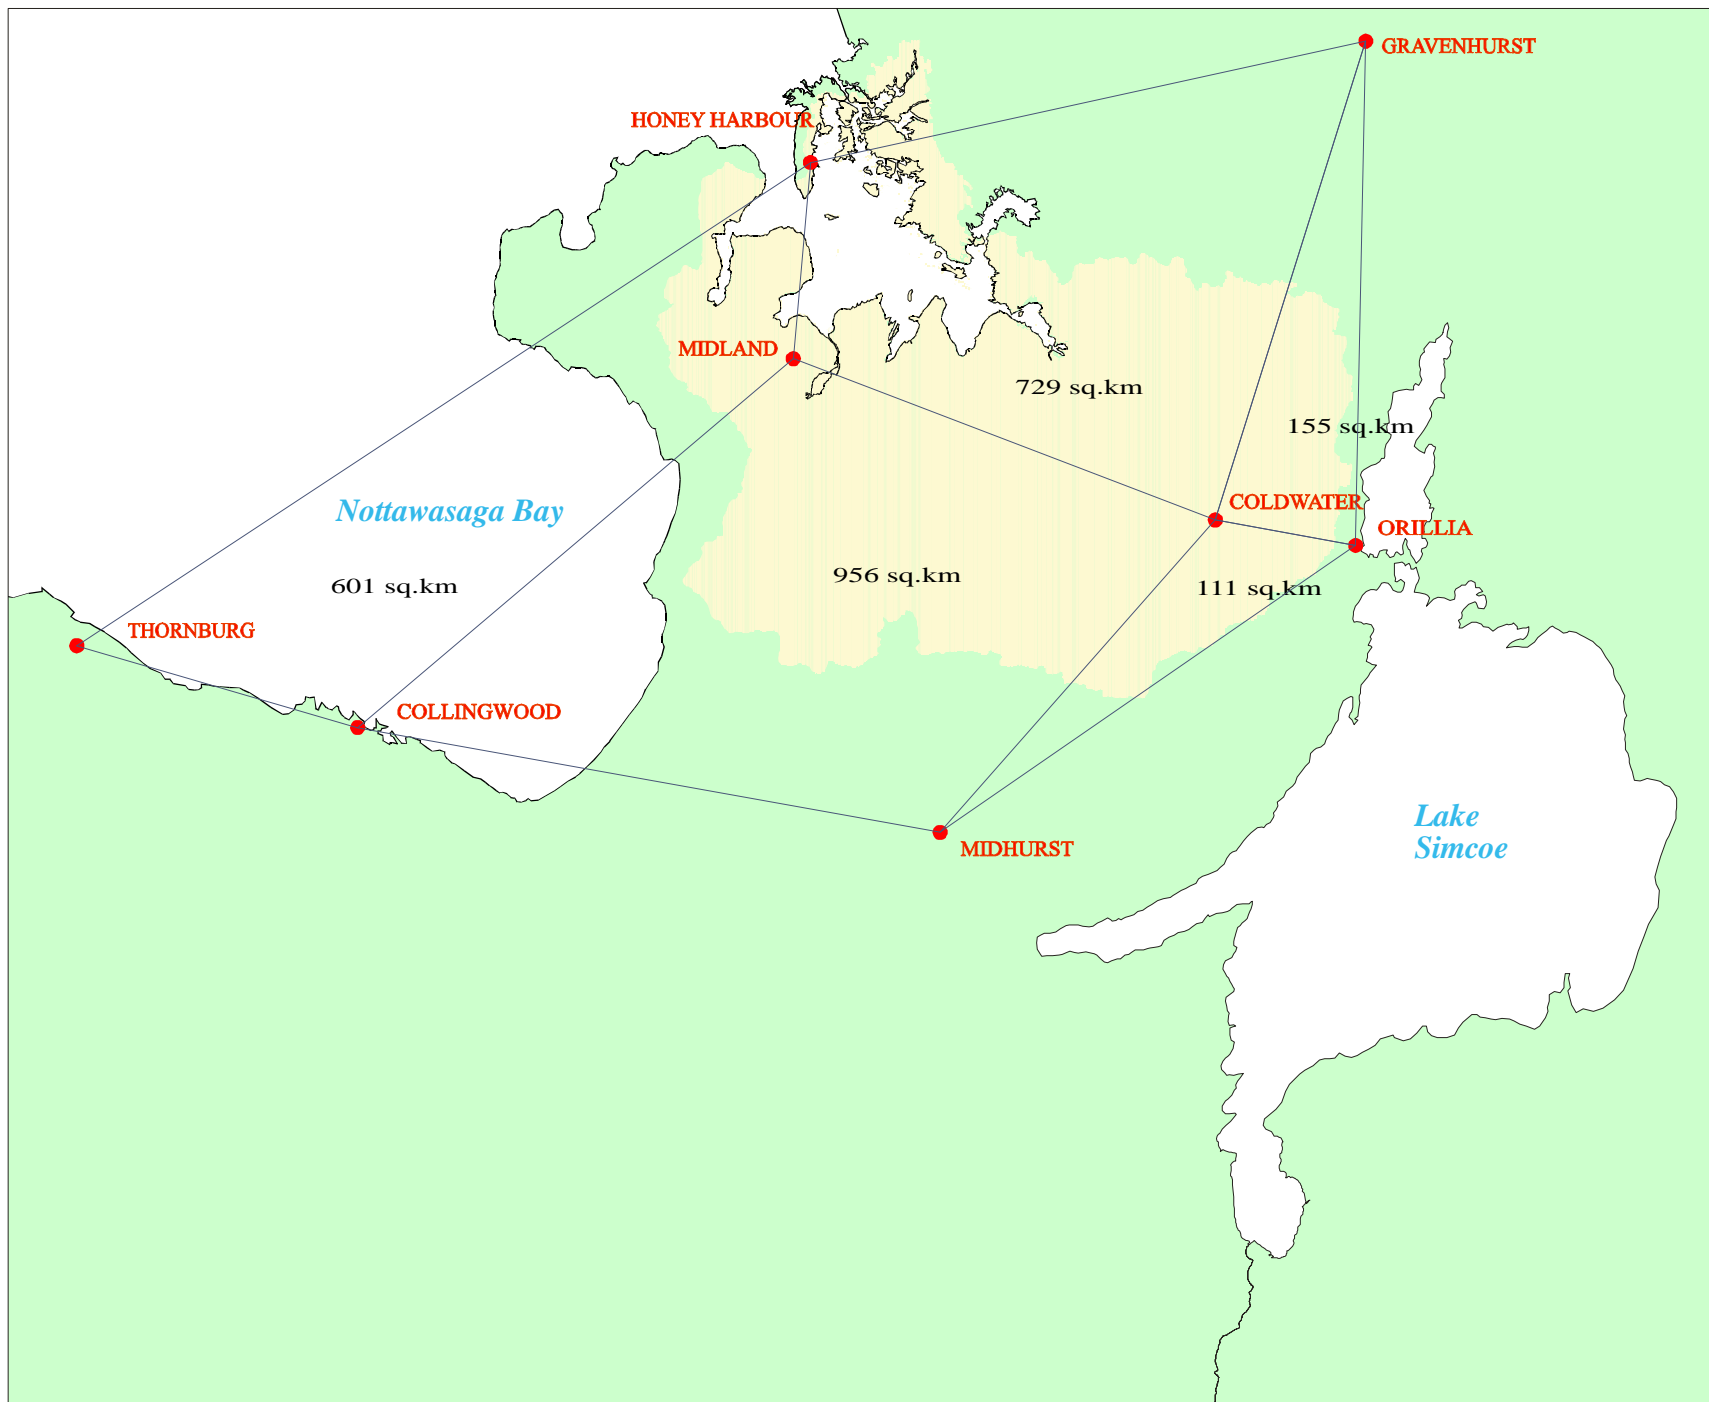 GRAVENHURST
HONEY HARBOUR
MIDLAND
729 sq.km
155 sq.km
Nottawasaga Bay
COLDWATER
ORILLIA
601 sq.km
956 sq.km
111 sq.km
THORNBURG
COLLINGWOOD
MIDHURST
Lake
Simcoe